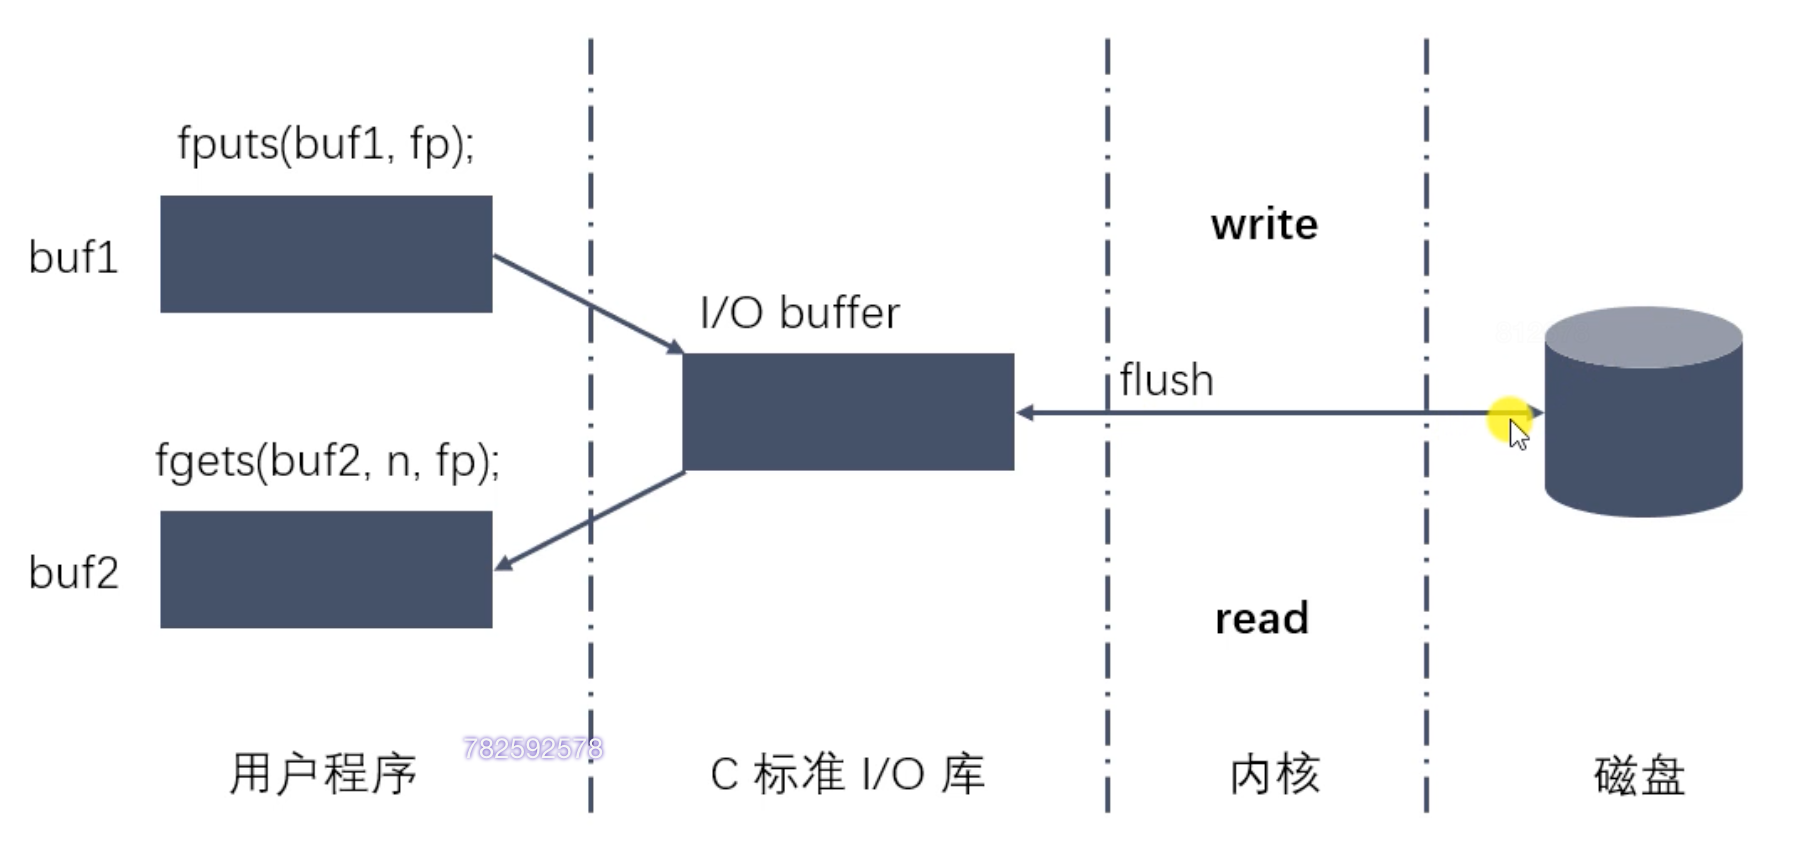 fputs(buf1, fp);
write
buf1
I/O buffer
flush
fgets(buf2, n, fp);
buf2
read
782592578
用户程序
C 标准 I/O 库
内核
磁盘